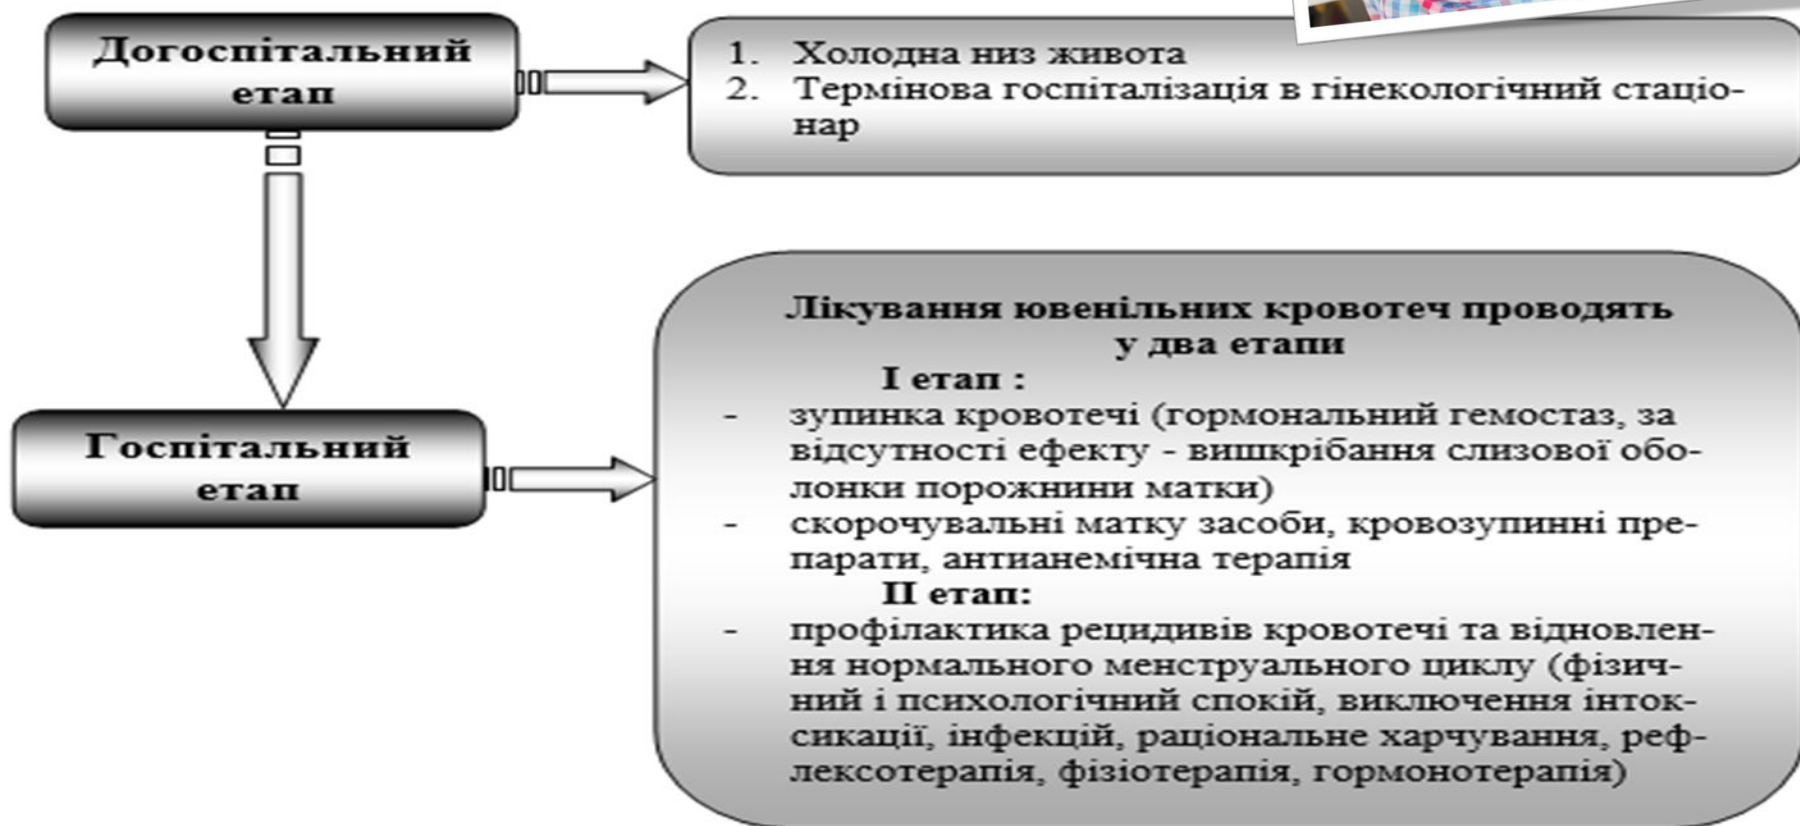 Догоспітальний
етап
1. Холодна низ живота
2. Термінова госпіталізація в гінекологічний стаціо-
нар
Госпітальний
етап
Лікування ювенільних кровотеч проводять
у два етапи
I етап :
- зупинка кровотечі (гормональний гемостаз, за
відсутності ефекту - вишкрібання слизової обо-
лонки порожнини матки)
- скорочувальні матку засоби, кровозупинні пре-
парати, антианемічна терапія
II етап:
- профілактика рецидивів кровотечі та відновлен-
ня нормального менструального циклу (фізич-
ний і психологічний спокій, виключення інток-
сикації, інфекцій, раціональне харчування, реф-
лексотерапія, фізіотерапія, гормонотерапія)